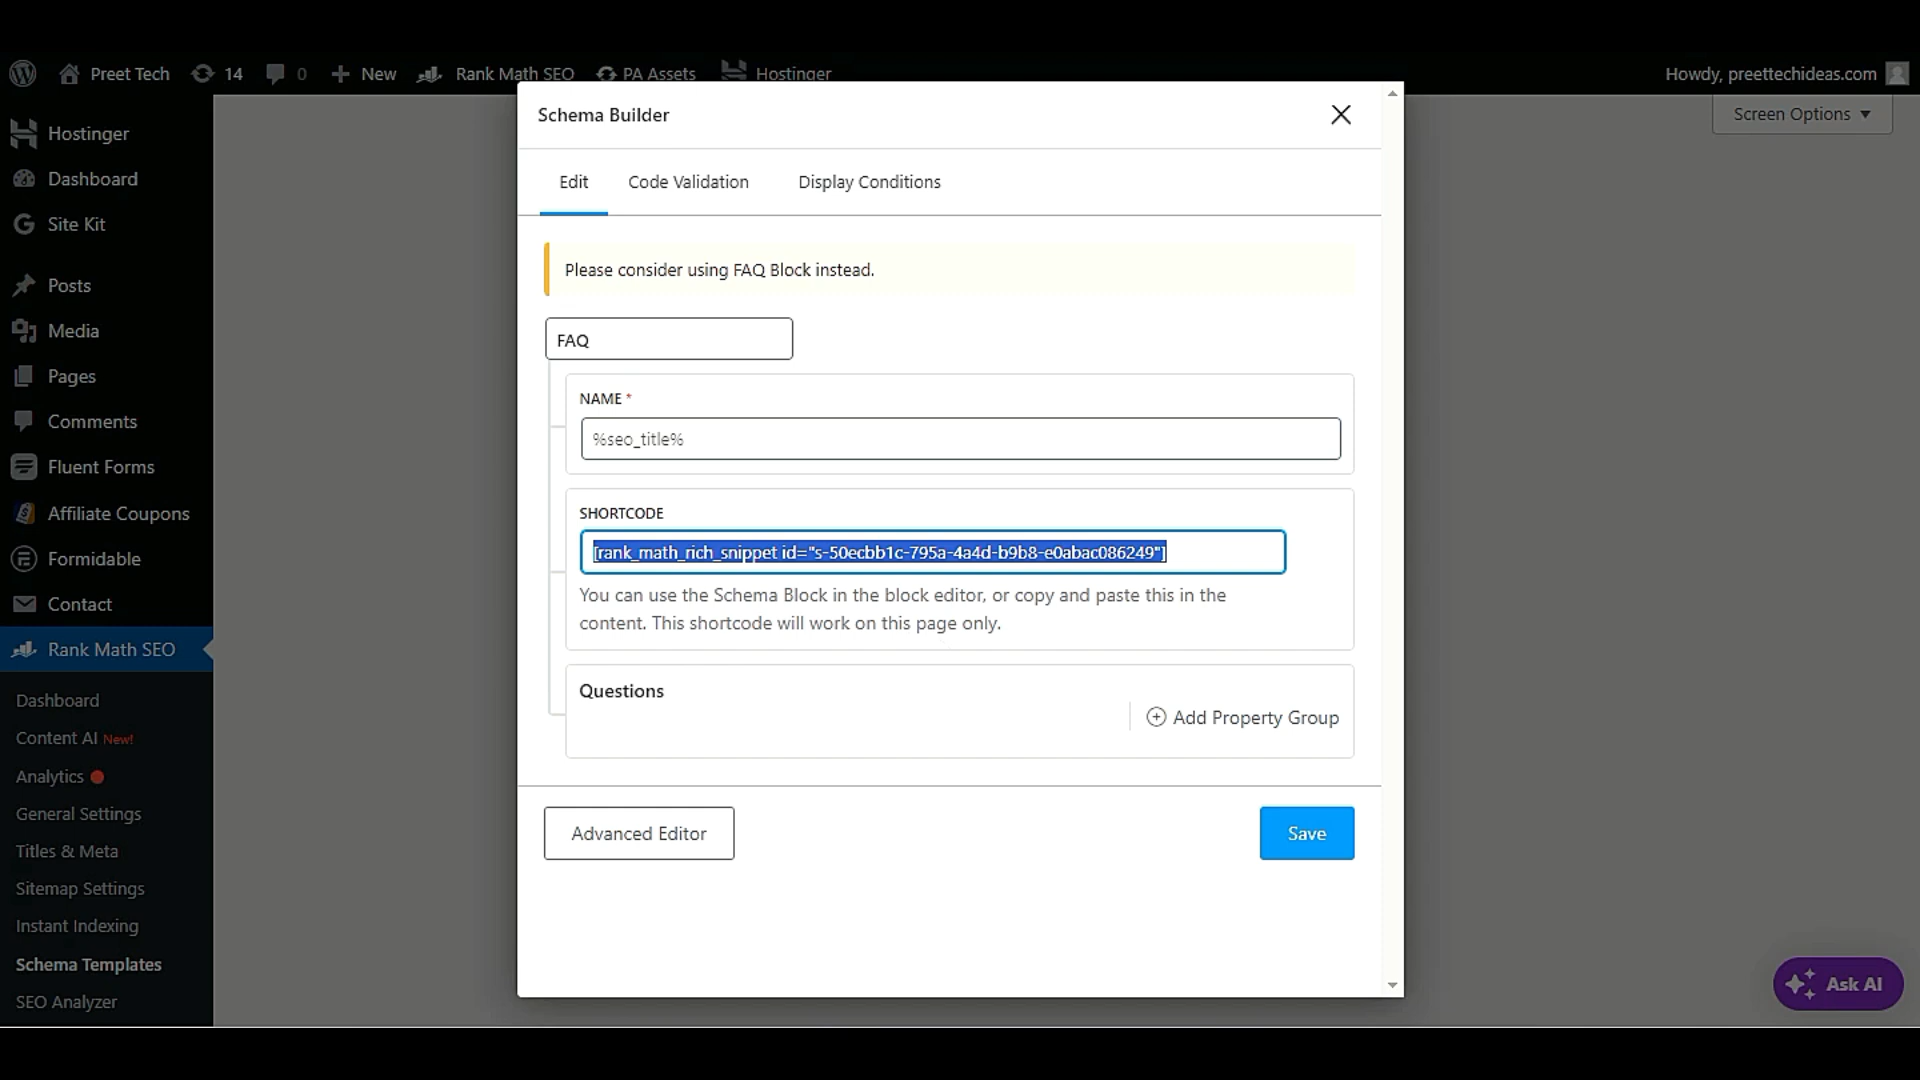 Preet Tech 14 0 New Rank Math SEO PA Assets Hostinger Howdy, preettechideas.com
Screen Options
Hostinger
Dashboard
Site Kit
Posts
Media
Pages
Comments
Fluent Forms
Affiliate Coupons
Formidable
Contact
Rank Math SEO
Dashboard
Content AI New!
Analytics
General Settings
Titles & Meta
Sitemap Settings
Instant Indexing
Schema Templates
SEO Analyzer
Schema Builder
Edit Code Validation Display Conditions
Please consider using FAQ Block instead.
FAQ
NAME *
%seo_title%
SHORTCODE
[rank_math_rich_snippet id="s-50ecbb1c-795a-4a4d-b9b8-e0abac086249"]
You can use the Schema Block in the block editor, or copy and paste this in the
content. This shortcode will work on this page only.
Questions
Add Property Group
Advanced Editor Save
Ask AI